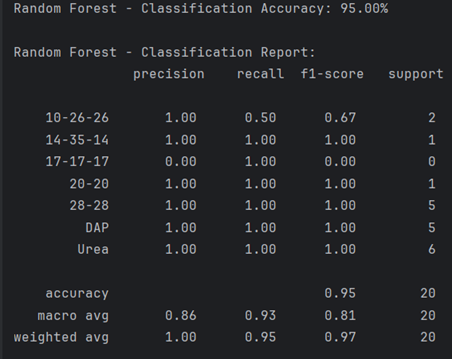 Random Forest - Classification Accuracy: 95.00%
Random Forest - Classification Report:
precision recall f1-score support
10-26-26 1.00 0.50 0.67 2
14-35-14 1.00 1.00 1.00 1
17-17-17 0.00 1.00 0.00 0
20-20 1.00 1.00 1.00 1
28-28 1.00 1.00 1.00 5
DAP 1.00 1.00 1.00 5
Urea 1.00 1.00 1.00 6
accuracy 0.95 20
macro avg 0.86 0.93 0.81 20
weighted avg 1.00 0.95 0.97 20